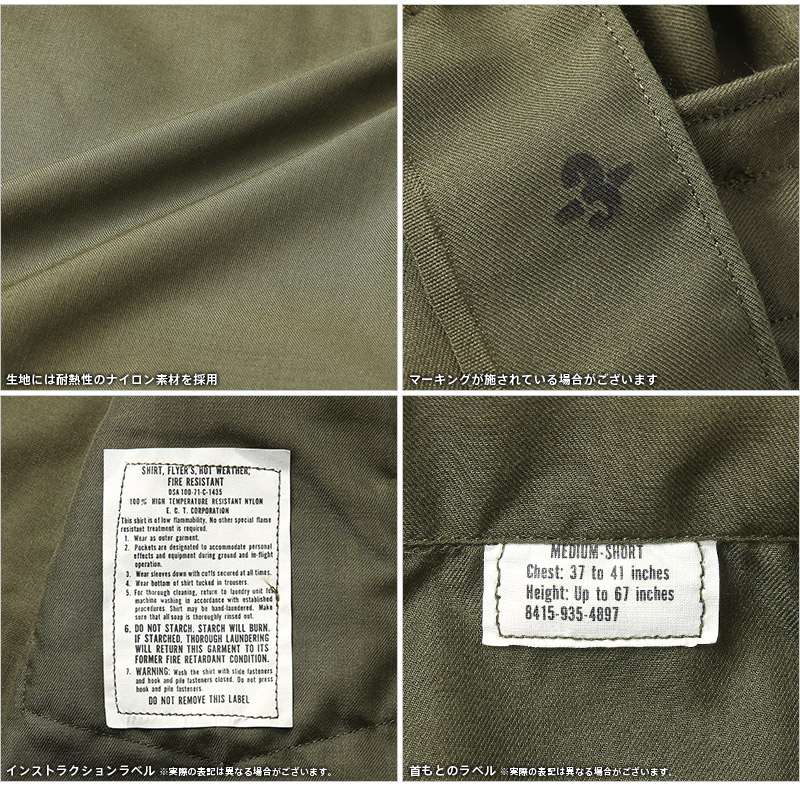 生地には耐熱性のナイロン素材を採用
マーキングが施されている場合がございます
SHIRT, FLYER'S, HOT WEATHER,
FIRE RESISTANT
DSA 100-71-C-1435
100% HIGH TEMPERATURE RESISTANT NYLON
E. C. T. CORPORATION
This shirt is of low flammability. No other special flame
resistant treatment is required.
1. Wear as outer garment.
2. Pockets are designated to accommodate personal
effects and equipment during ground and in-flight
operation.
3. Wear sleeves down with cuffs secured at all times.
4. Wear bottom of shirt tucked in trousers.
5. For thorough cleaning, return to laundry unit for
machine washing in accordance with established
procedures. Shirt may be hand-laundered. Make
sure that all soap is thoroughly rinsed out.
6. DO NOT STARCH. STARCH WILL BURN.
IF STARCHED, THOROUGH LAUNDERING
WILL RETURN THIS GARMENT TO ITS
FORMER FIRE RETARDANT CONDITION.
7. WARNING: Wash the shirt with slide fasteners
and hook and pile fasteners closed. Do not press
hook and pile fasteners.
DO NOT REMOVE THIS LABEL
インストラクションラベル ※実際の表記は異なる場合がございます。
MEDIUM-SHORT
Chest: 37 to 41 inches
Height: Up to 67 inches
8415-935-4897
首もとのラベル ※実際の表記は異なる場合がございます。